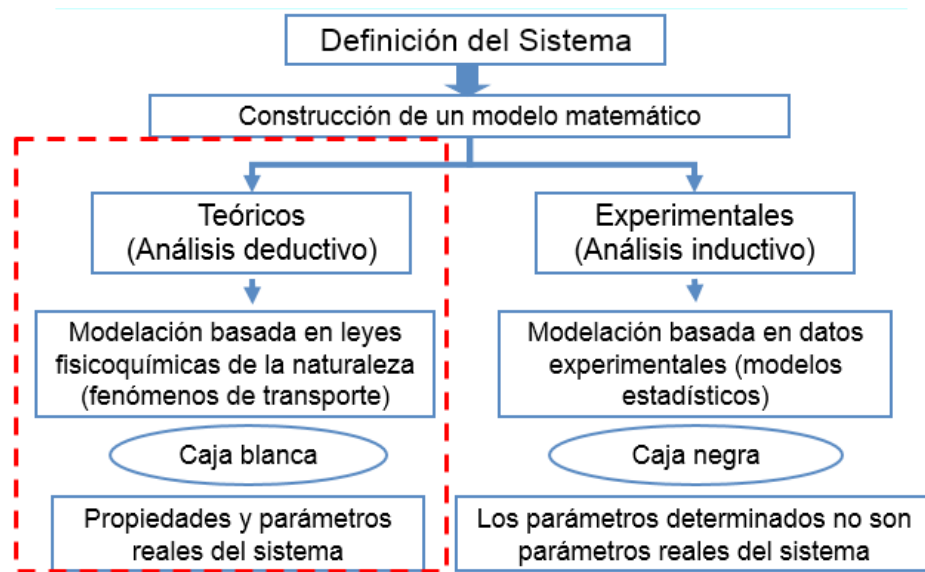 Definición del Sistema
Construcción de un modelo matemático
Teóricos
(Análisis deductivo)
Experimentales
(Análisis inductivo)
Modelación basada en leyes
fisicoquímicas de la naturaleza
(fenómenos de transporte)
Modelación basada en datos
experimentales (modelos
estadísticos)
Caja blanca
Caja negra
Propiedades y parámetros
reales del sistema
Los parámetros determinados no son
parámetros reales del sistema